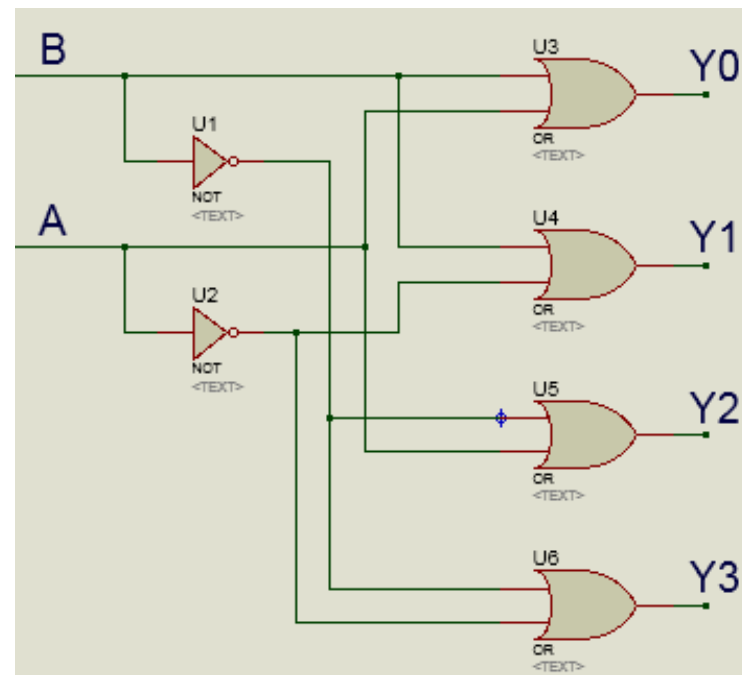 B
U1
NOT
<TEXT>
A
U2
NOT
<TEXT>
U3
OR
<TEXT>
Y0
U4
OR
<TEXT>
Y1
U5
OR
<TEXT>
Y2
U6
OR
<TEXT>
Y3